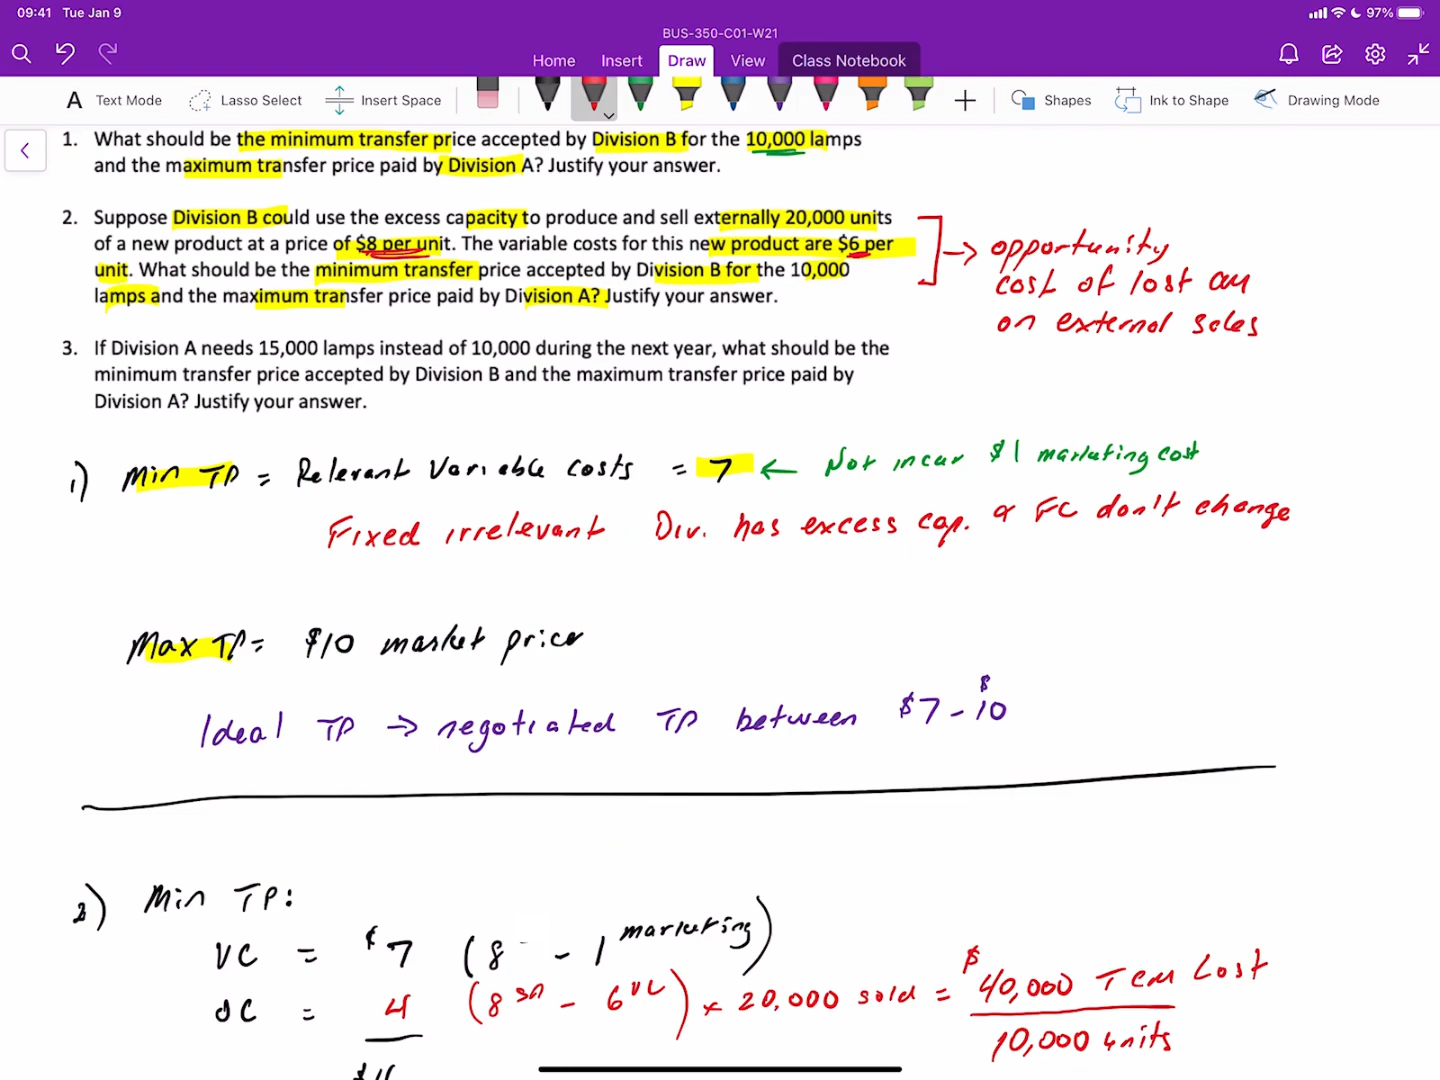 09:41 Tue Jan 9
97%
BUS-350-C01-W21
Home Insert Draw View Class Notebook
A Text Mode Lasso Select Insert Space Shapes Ink to Shape Drawing Mode
1. What should be the minimum transfer price accepted by Division B for the 10,000 lamps
and the maximum transfer price paid by Division A? Justify your answer.
2. Suppose Division B could use the excess capacity to produce and sell externally 20,000 units
of a new product at a price of $8 per unit. The variable costs for this new product are $6 per
unit. What should be the minimum transfer price accepted by Division B for the 10,000
lamps and the maximum transfer price paid by Division A? Justify your answer.
opportunity
cost of lost cm
on external sales
3. If Division A needs 15,000 lamps instead of 10,000 during the next year, what should be the
minimum transfer price accepted by Division B and the maximum transfer price paid by
Division A? Justify your answer.
1) Min TP = Relevant Variable costs = 7 ← Not incur $1 marketing cost
Fixed irrelevant Div. has excess cap. & FC don't change
Max TP = $10 market price
Ideal TP → negotiated TP between $7 - $10
2) Min TP:
VC = $7 (8 - 1 marketing)
OC = 4 (8 SP - 6 VC) × 20,000 sold = $40,000 TCM Cost
10,000 units